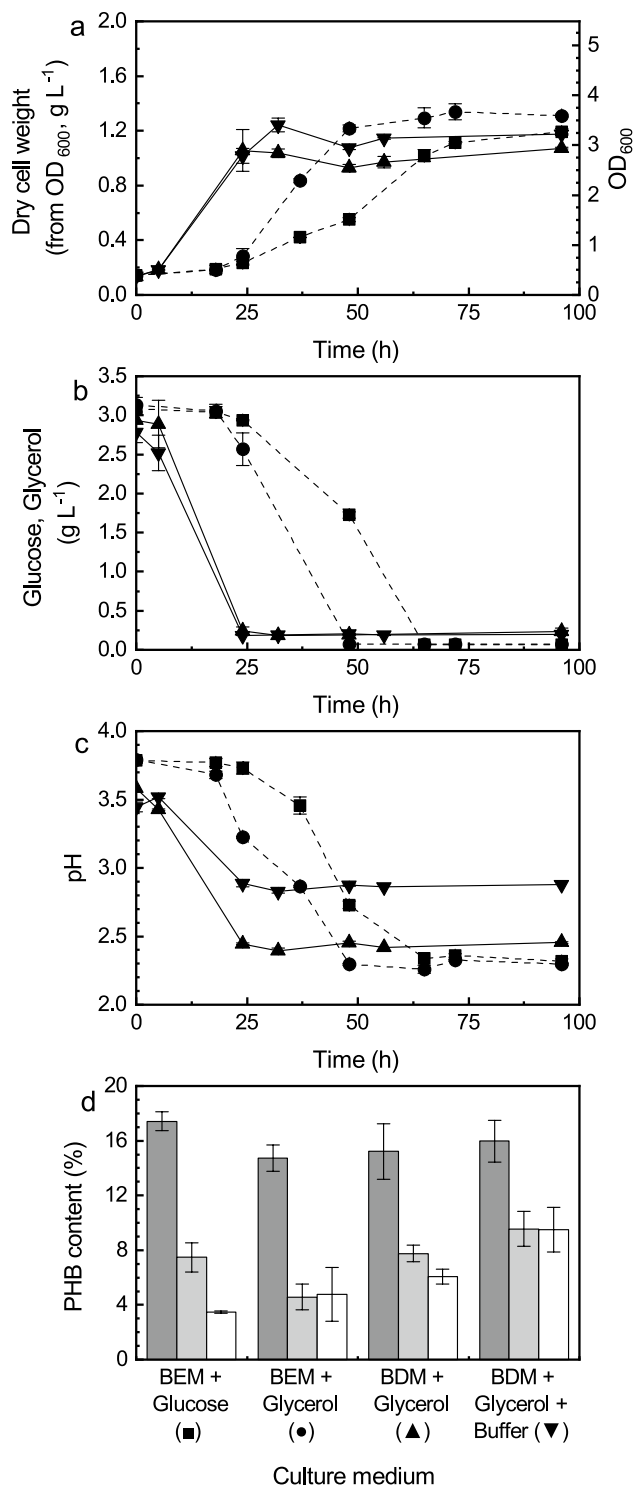 a
Dry cell weight
(from OD600, g L-1)
2.0
1.6
1.2
0.8
0.4
0.0
5
4
3
2
1
0
OD600
0 25 50 75 100
Time (h)
b
Glucose, Glycerol
(g L-1)
3.5
3.0
2.5
2.0
1.5
1.0
0.5
0.0
0 25 50 75 100
Time (h)
c
pH
4.0
3.5
3.0
2.5
2.0
0 25 50 75 100
Time (h)
d
PHB content (%)
20
16
12
8
4
0
BEM + BEM + BDM + BDM +
Glucose Glycerol Glycerol Glycerol +
(■) (●) (▲) Buffer (▼)
Culture medium